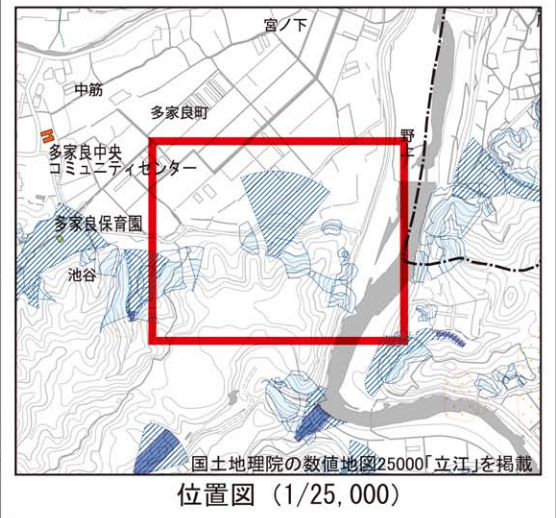 宮ノ下
中筋
多家良町
野上
多家良中央
コミュニティセンター
多家良保育園
池谷
国土地理院の数値地図25000「立江」を掲載
位置図 (1/25,000)